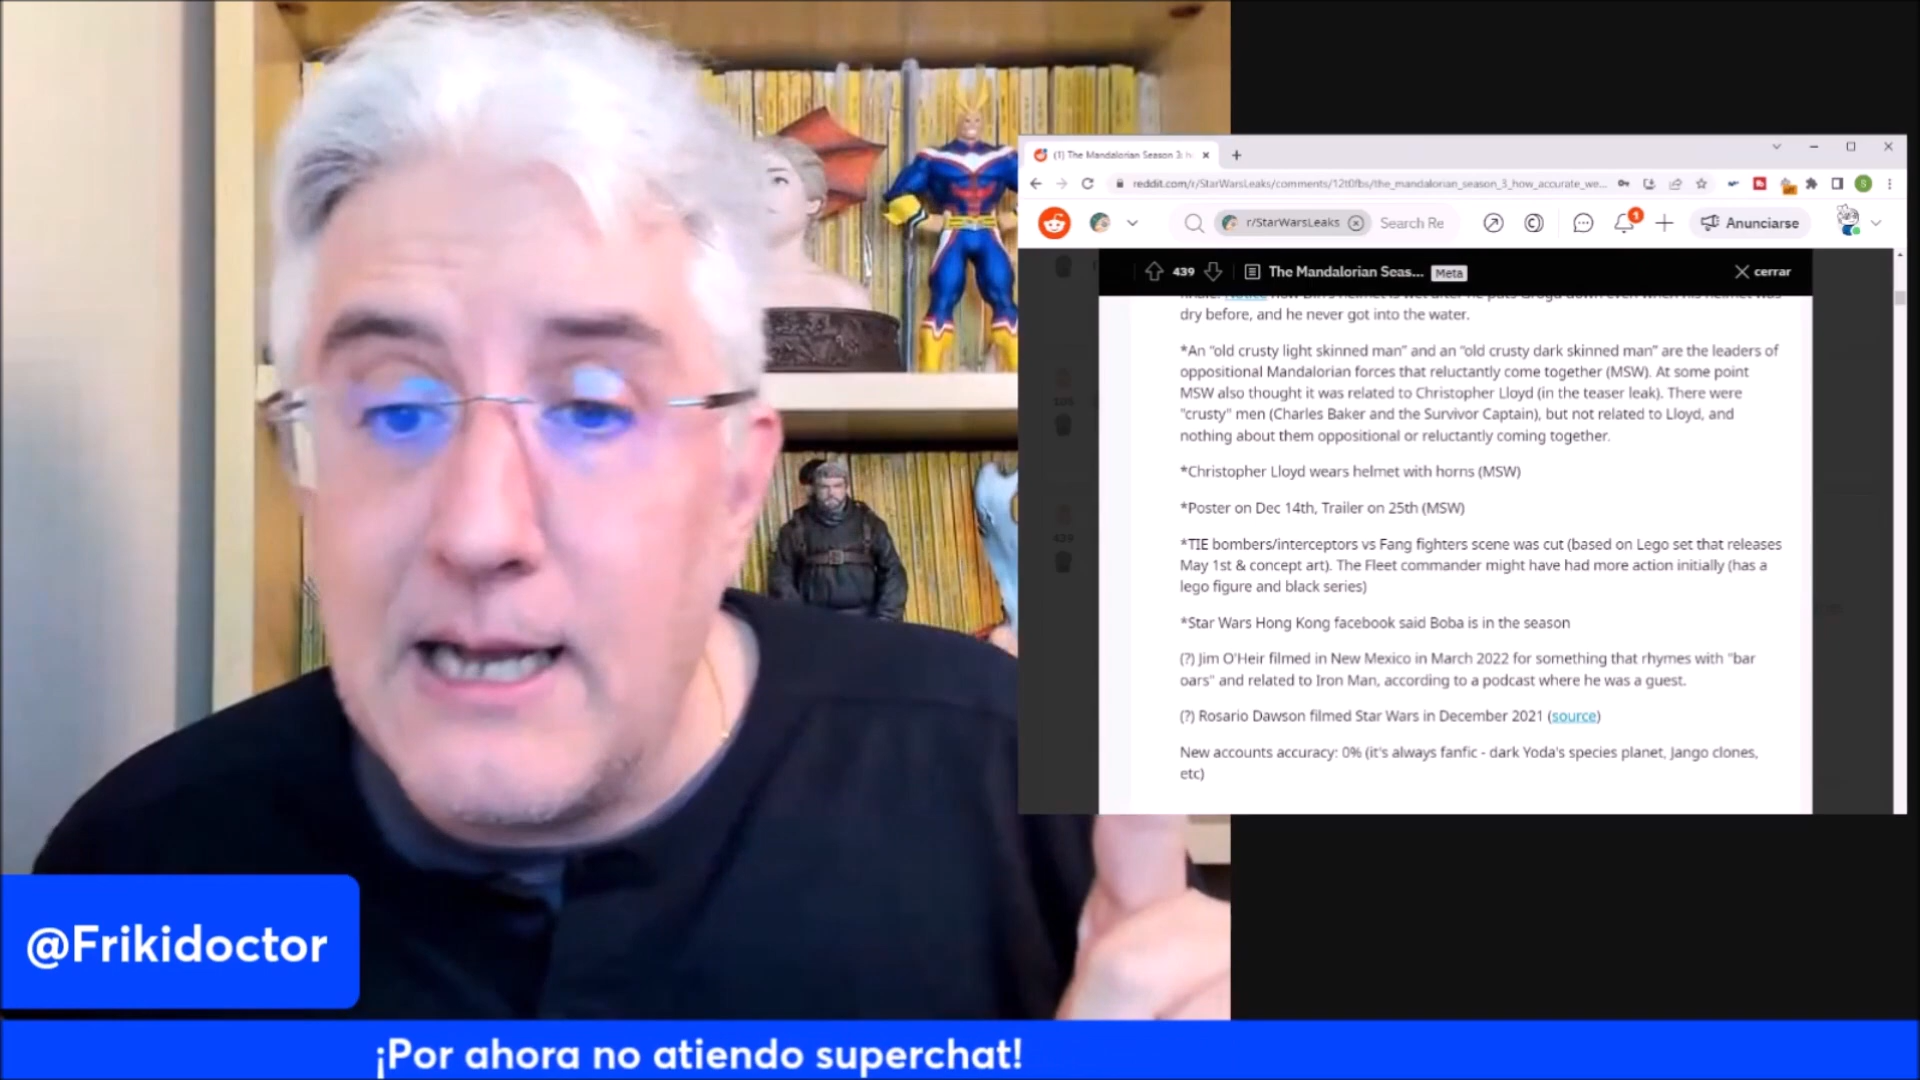 (1) The Mandalorian Season 3: h
reddit.com/r/StarWarsLeaks/comments/12t0fbs/the_mandalorian_season_3_how_accurate_we...
r/StarWarsLeaks
Search Re
1
Anunciarse
S
439
The Mandalorian Seas...
Meta
cerrar
dry before, and he never got into the water.
*An “old crusty light skinned man” and an “old crusty dark skinned man” are the leaders of
oppositional Mandalorian forces that reluctantly come together (MSW). At some point
MSW also thought it was related to Christopher Lloyd (in the teaser leak). There were
"crusty" men (Charles Baker and the Survivor Captain), but not related to Lloyd, and
nothing about them oppositional or reluctantly coming together.
*Christopher Lloyd wears helmet with horns (MSW)
*Poster on Dec 14th, Trailer on 25th (MSW)
*TIE bombers/interceptors vs Fang fighters scene was cut (based on Lego set that releases
May 1st & concept art). The Fleet commander might have had more action initially (has a
lego figure and black series)
*Star Wars Hong Kong facebook said Boba is in the season
(?) Jim O'Heir filmed in New Mexico in March 2022 for something that rhymes with "bar
oars" and related to Iron Man, according to a podcast where he was a guest.
(?) Rosario Dawson filmed Star Wars in December 2021 (source)
New accounts accuracy: 0% (it's always fanfic - dark Yoda's species planet, Jango clones,
etc)
@Frikidoctor
¡Por ahora no atiendo superchat!